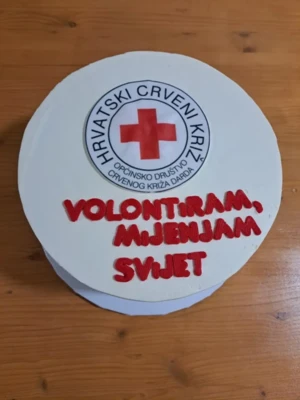 HRVATSKI CRVENI KRIŽ
OPĆINSKO DRUŠTVO
CRVENOG KRIŽA DARDA
VOLONTiRAM,
MiJENJAM
SViJET